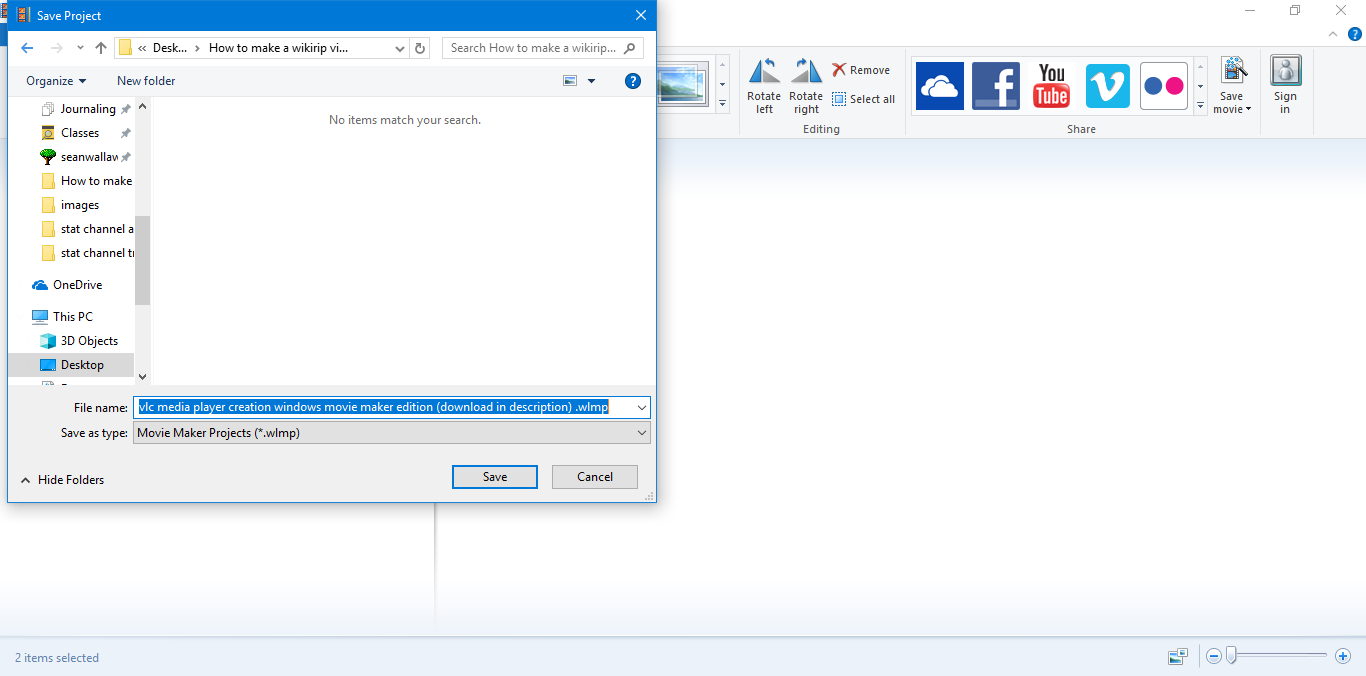 Save Project
« Desk... › How to make a wikirip vi...
Search How to make a wikirip...
Organize
New folder
?
Journaling
Classes
seanwallaw
How to make
images
stat channel a
stat channel tr
OneDrive
This PC
3D Objects
Desktop
No items match your search.
File name: vlc media player creation windows movie maker edition (download in description) .wlmp
Save as type: Movie Maker Projects (*.wlmp)
Hide Folders
Save
Cancel
?
Rotate left
Rotate right
Remove
Select all
Editing
f
You
Tube
v
Share
Save movie
Sign in
2 items selected